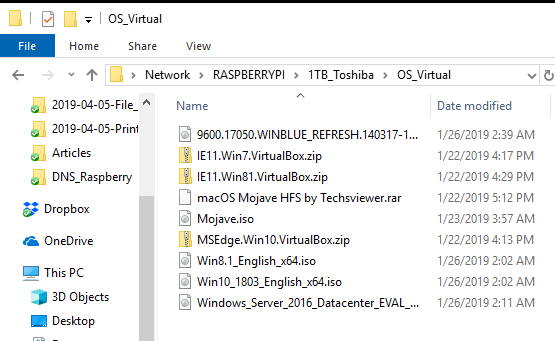 OS_Virtual
File Home Share View
Network RASPBERRYPI 1TB_Toshiba OS_Virtual
2019-04-05-File_
2019-04-05-Print
Articles
DNS_Raspberry
Dropbox
OneDrive
This PC
3D Objects
Desktop
Name Date modified
9600.17050.WINBLUE_REFRESH.140317-1... 1/26/2019 2:39 AM
IE11.Win7.VirtualBox.zip 1/22/2019 4:17 PM
IE11.Win81.VirtualBox.zip 1/22/2019 4:29 PM
macOS Mojave HFS by Techsviewer.rar 1/22/2019 5:12 PM
Mojave.iso 1/23/2019 3:57 AM
MSEdge.Win10.VirtualBox.zip 1/22/2019 4:13 PM
Win8.1_English_x64.iso 1/26/2019 2:02 AM
Win10_1803_English_x64.iso 1/26/2019 2:02 AM
Windows_Server_2016_Datacenter_EVAL_... 1/26/2019 2:11 AM